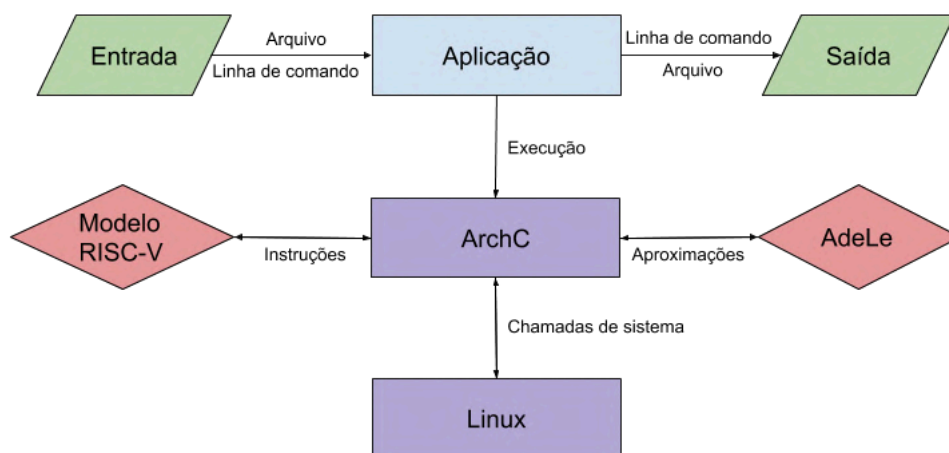 Entrada
Arquivo
Linha de comando
Aplicação
Linha de comando
Arquivo
Saída
Execução
Modelo
RISC-V
Instruções
ArchC
Aproximações
AdeLe
Chamadas de sistema
Linux